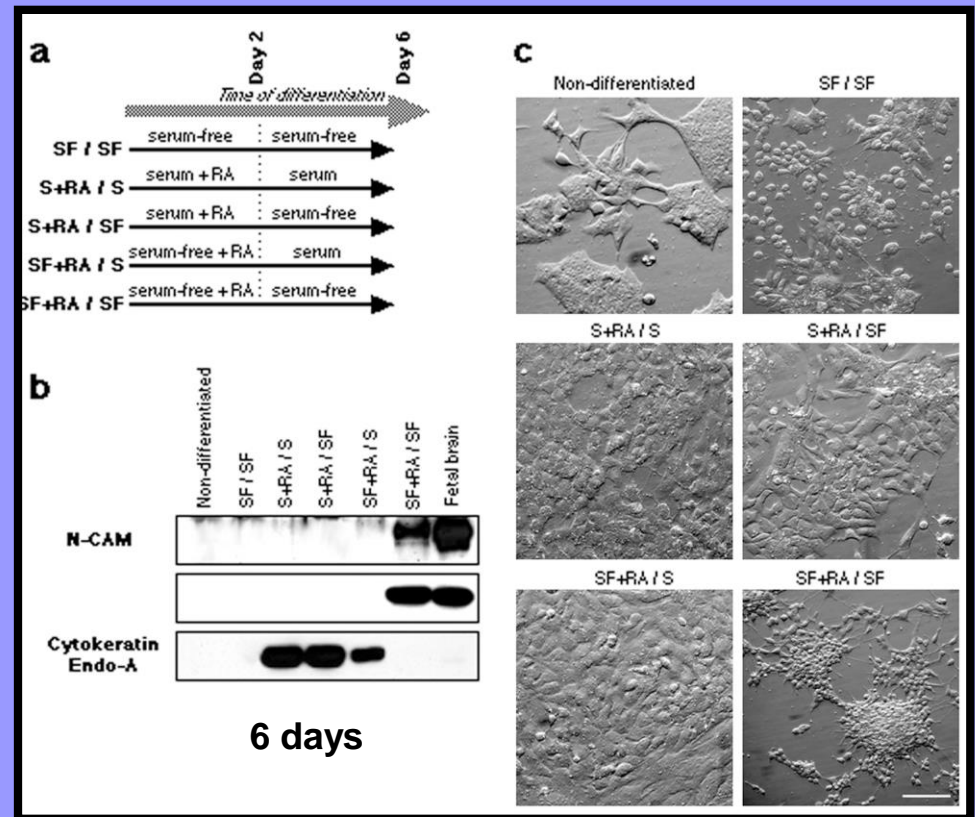 a
Day 2
Day 6
Time of differentiation
SF / SF serum-free serum-free
S+RA / S serum +RA serum
S+RA / SF serum +RA serum-free
SF+RA / S serum-free +RA serum
SF+RA / SF serum-free +RA serum-free
b
Non-differentiated
SF / SF
S+RA / S
S+RA / SF
SF+RA / S
SF+RA / SF
Fetal brain
N-CAM
Cytokeratin
Endo-A
6 days
c
Non-differentiated SF / SF
S+RA / S S+RA / SF
SF+RA / S SF+RA / SF